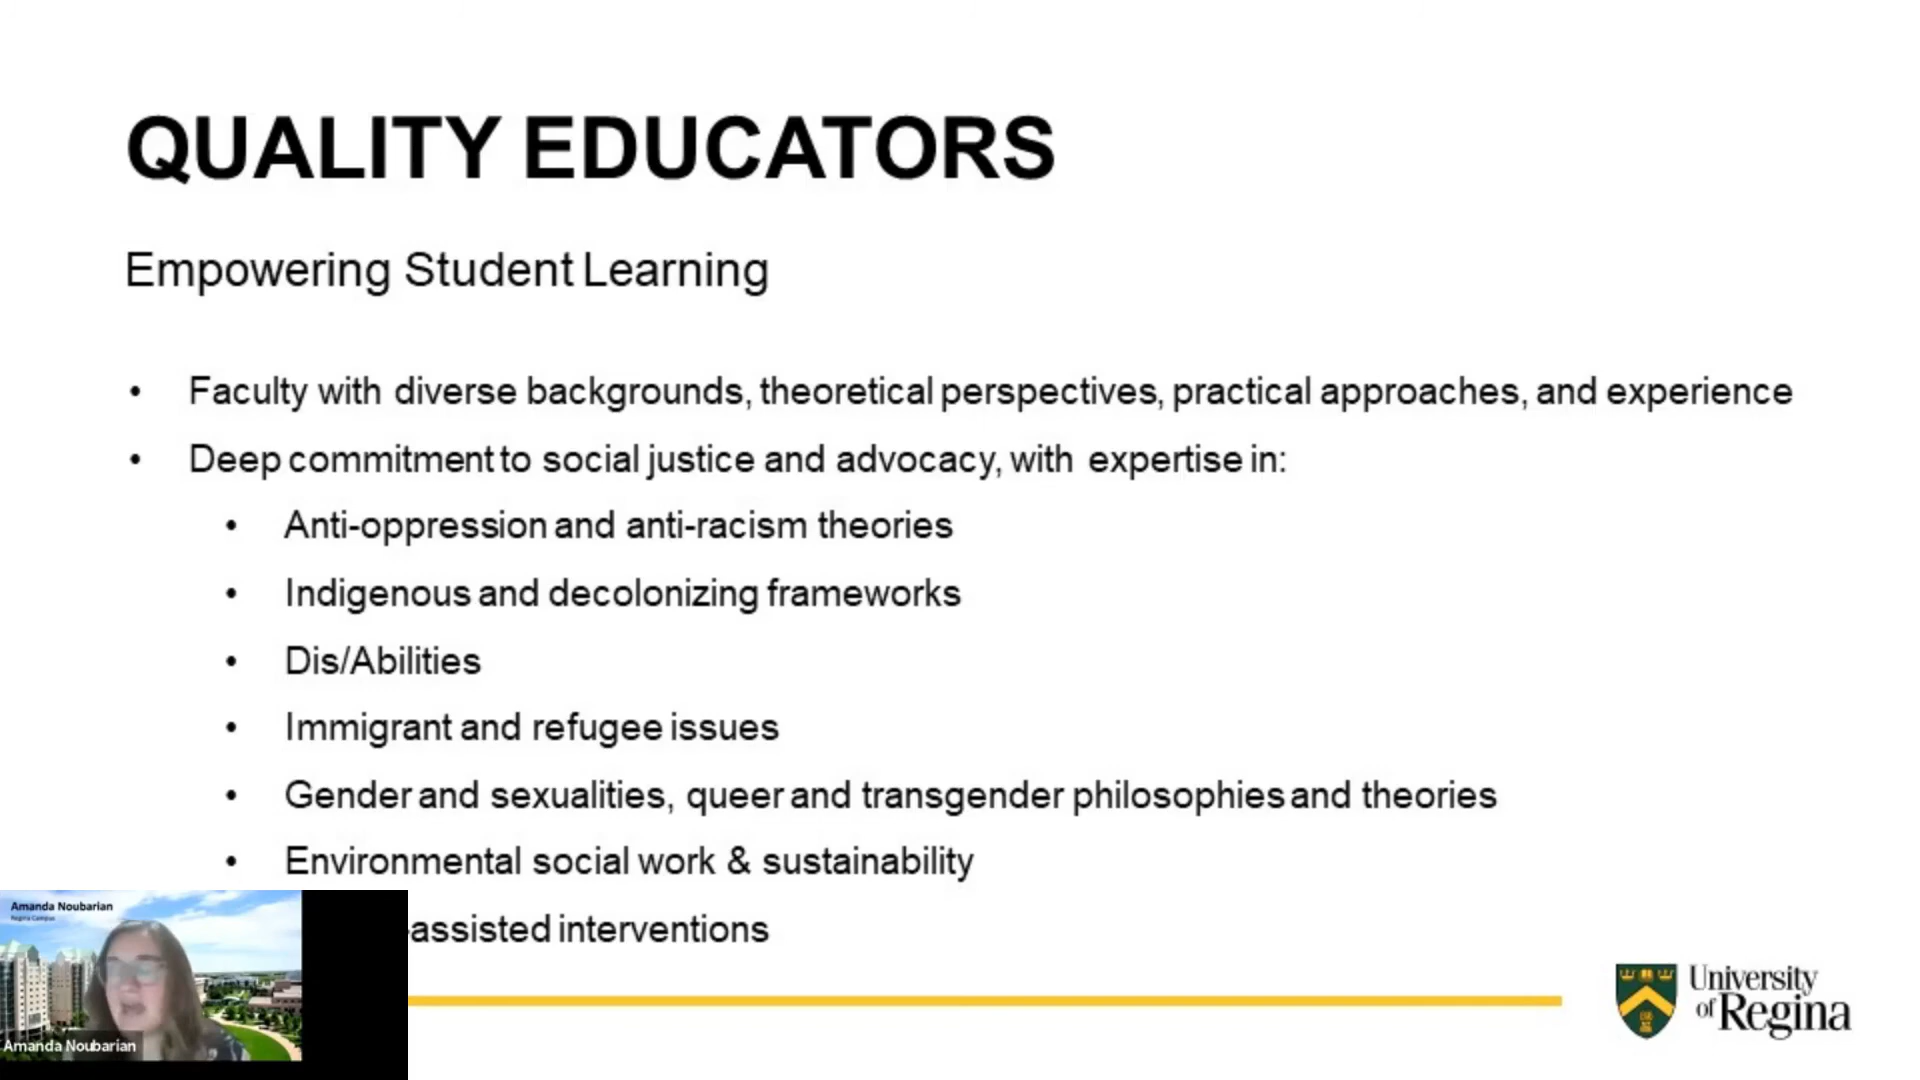 QUALITY EDUCATORS
Empowering Student Learning
• Faculty with diverse backgrounds, theoretical perspectives, practical approaches, and experience
• Deep commitment to social justice and advocacy, with expertise in:
• Anti-oppression and anti-racism theories
• Indigenous and decolonizing frameworks
• Dis/Abilities
• Immigrant and refugee issues
• Gender and sexualities, queer and transgender philosophies and theories
• Environmental social work & sustainability
-assisted interventions
Amanda Noubarian
Regina Campus
Amanda Noubarian
University
of Regina